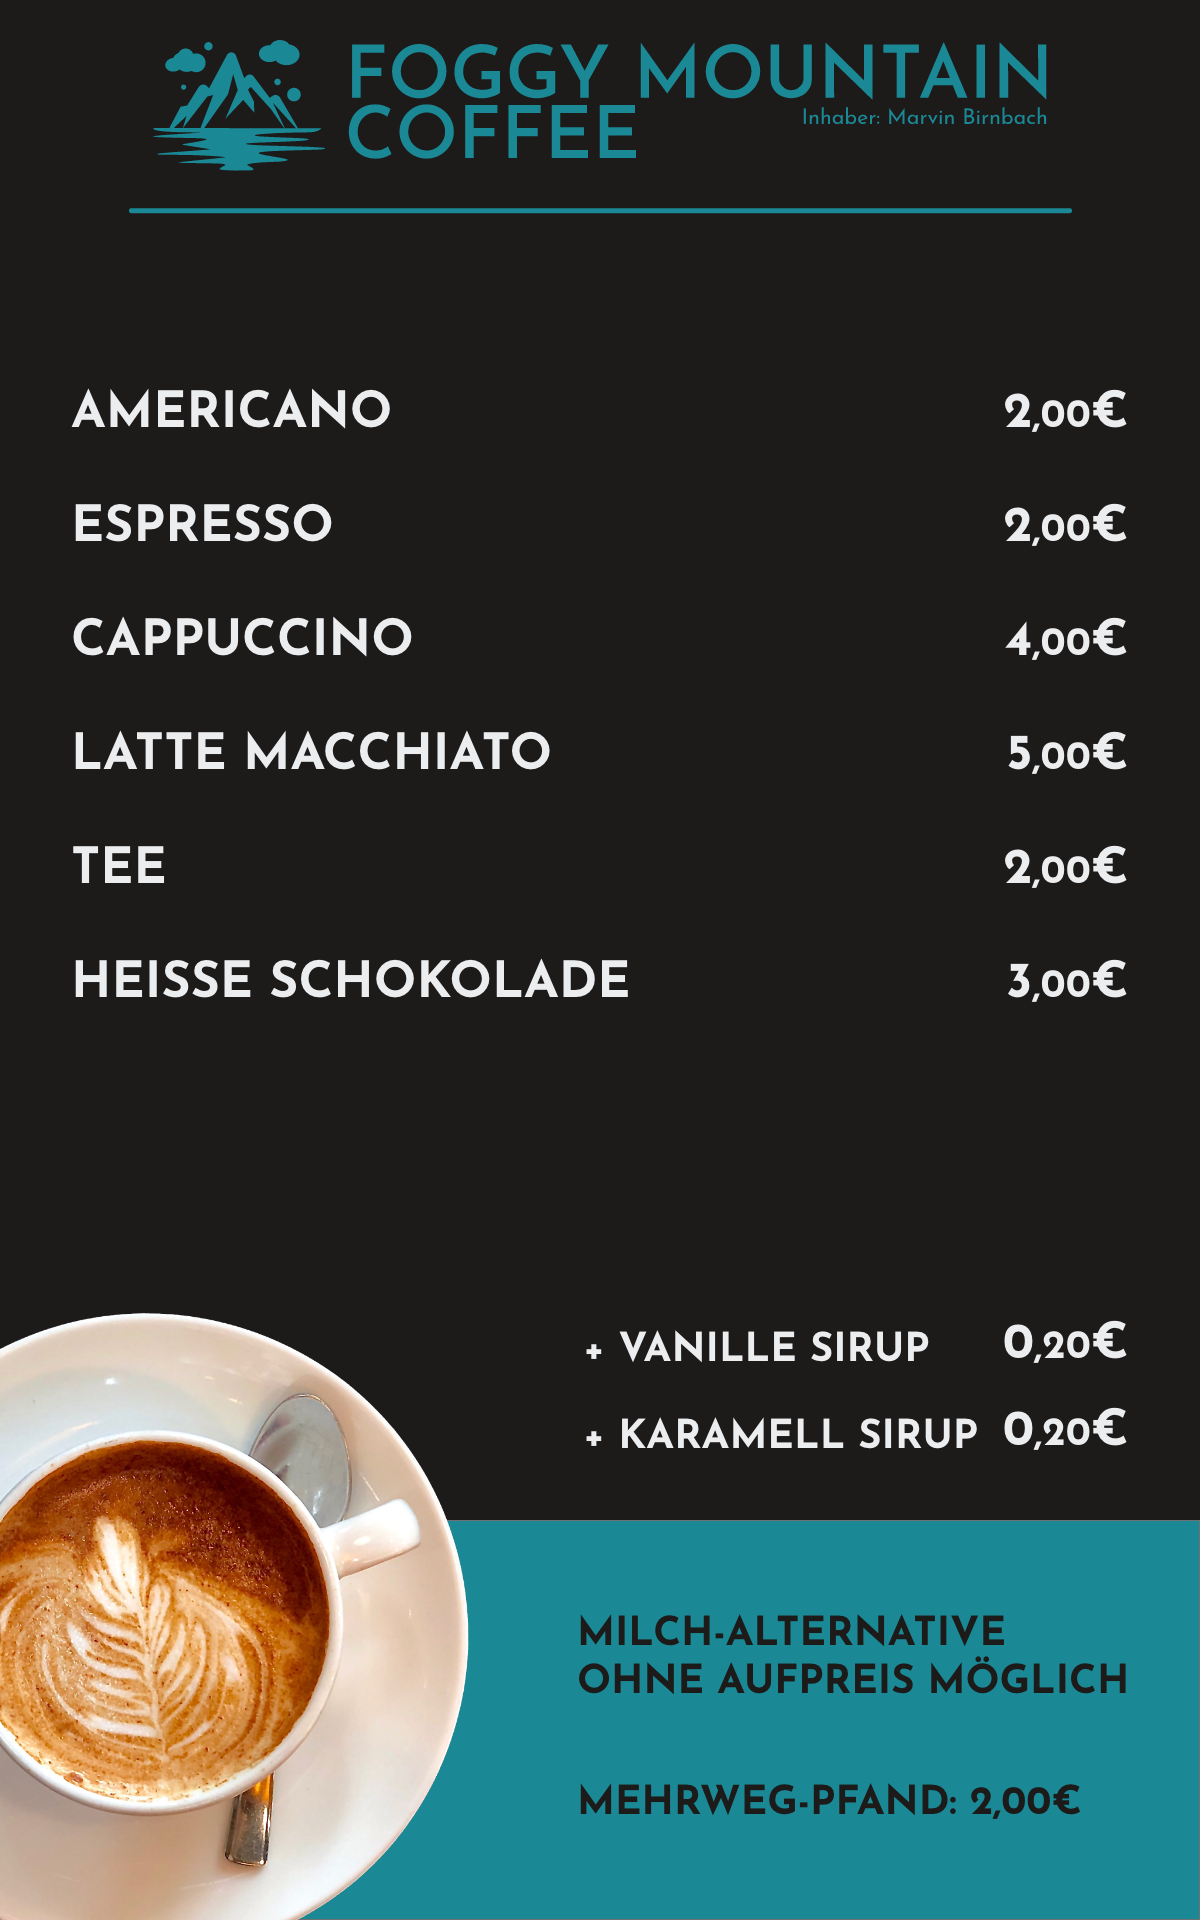 FOGGY MOUNTAIN
COFFEE
Inhaber: Marvin Birnbach
AMERICANO 2,00€
ESPRESSO 2,00€
CAPPUCCINO 4,00€
LATTE MACCHIATO 5,00€
TEE 2,00€
HEISSE SCHOKOLADE 3,00€
+ VANILLE SIRUP 0,20€
+ KARAMELL SIRUP 0,20€
MILCH-ALTERNATIVE
OHNE AUFPREIS MÖGLICH
MEHRWEG-PFAND: 2,00€